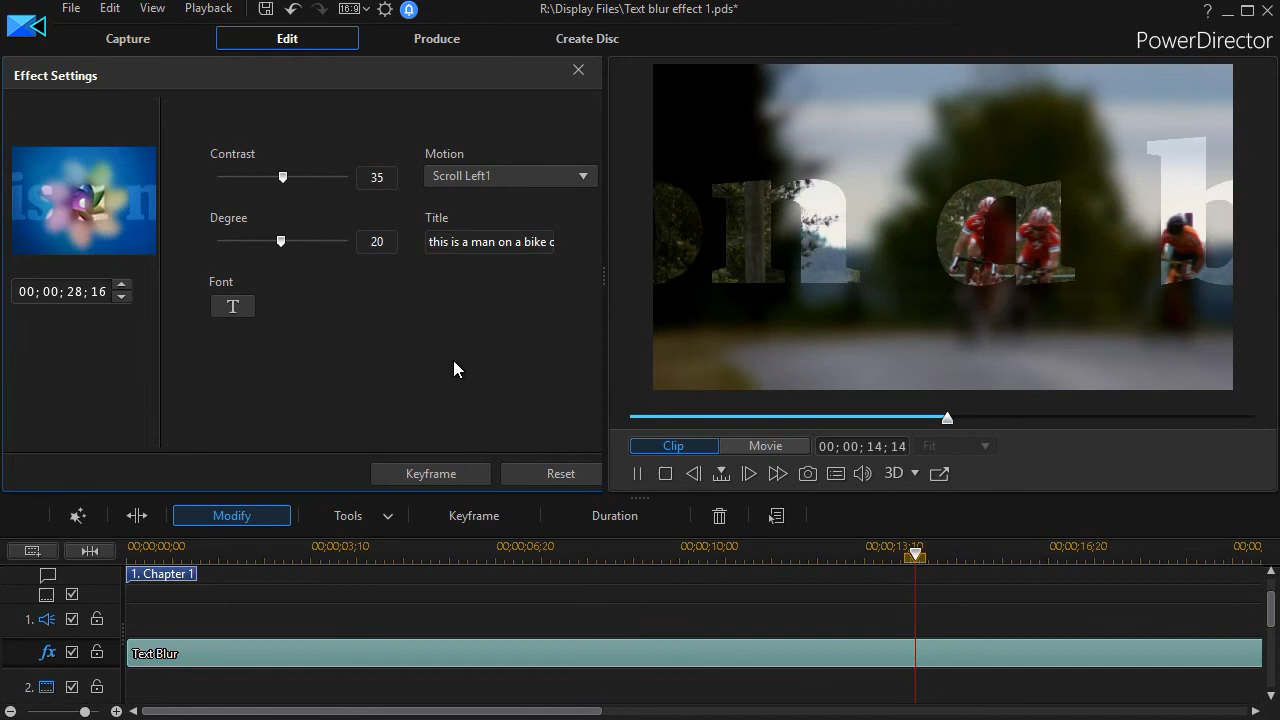 File Edit View Playback 16:9 R:\Display Files\Text blur effect 1.pds* ?
Capture Edit Produce Create Disc PowerDirector
Effect Settings
Contrast Motion
35 Scroll Left1
Degree Title
20 this is a man on a bike c
00; 00; 28; 16 Font
T
on a b
Clip Movie 00; 00; 14; 14 Fit
3D
Keyframe Reset
Modify Tools Keyframe Duration
00;00;00;00 00;00;03;10 00;00;06;20 00;00;10;00 00;00;13;10 00;00;16;20 00;00,
1. Chapter 1
1.
fx Text Blur
2.